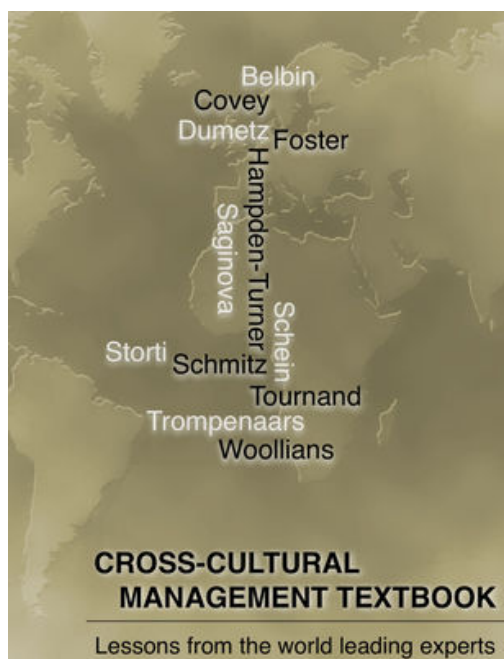 Belbin
Covey
Dumetz
Foster
Hampden-Turner
Saginova
Schein
Storti
Schmitz
Tournand
Trompenaars
Woollians
CROSS-CULTURAL
MANAGEMENT TEXTBOOK
Lessons from the world leading experts